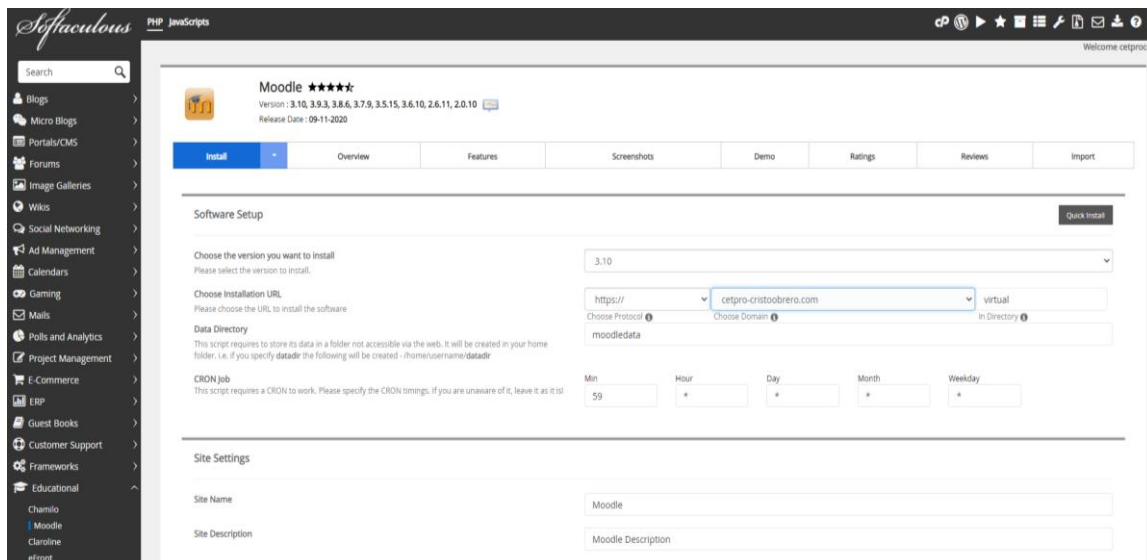 Softaculous
PHP JavaScripts
Welcome cetproc
Search
Blogs
Micro Blogs
Portals/CMS
Forums
Image Galleries
Wikis
Social Networking
Ad Management
Calendars
Gaming
Mails
Polls and Analytics
Project Management
E-Commerce
ERP
Guest Books
Customer Support
Frameworks
Educational
Chamilo
Moodle
Claroline
eFront
Moodle
Version : 3.10, 3.9.3, 3.8.6, 3.7.9, 3.5.15, 3.6.10, 2.6.11, 2.0.10
Release Date : 09-11-2020
Install Overview Features Screenshots Demo Ratings Reviews Import
Software Setup
Quick Install
Choose the version you want to install
Please select the version to install.
3.10
Choose Installation URL
Please choose the URL to install the software
https:// cetpro-cristoobrero.com virtual
Choose Protocol Choose Domain In Directory
Data Directory
This script requires to store its data in a folder not accessible via the web. It will be created in your home
folder. i.e. if you specify datadir the following will be created - /home/username/datadir
moodledata
CRON Job
This script requires a CRON to work. Please specify the CRON timings. If you are unaware of it, leave it as it is!
Min Hour Day Month Weekday
59 * * * *
Site Settings
Site Name
Moodle
Site Description
Moodle Description